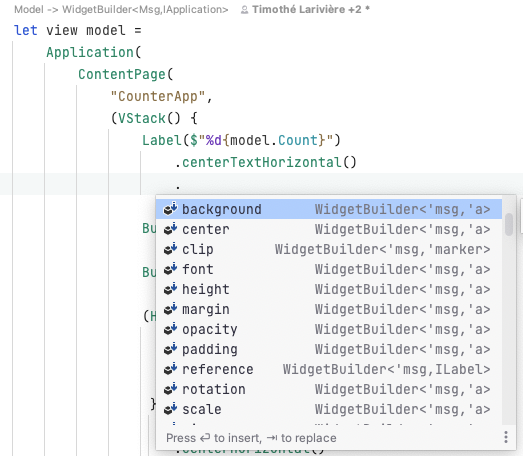 Model -> WidgetBuilder<Msg,IApplication> Timothé Larivière +2 *
let view model =
Application(
ContentPage(
"CounterApp",
(VStack() {
Label($"%d{model.Count}")
.centerTextHorizontal()
.
background WidgetBuilder<'msg,'a>
center WidgetBuilder<'msg,'a>
Bu
clip WidgetBuilder<'msg,'marker>
font WidgetBuilder<'msg,'a>
Bu
height WidgetBuilder<'msg,'a>
margin WidgetBuilder<'msg,'a>
(H
opacity WidgetBuilder<'msg,'a>
padding WidgetBuilder<'msg,'a>
reference WidgetBuilder<'msg,ILabel>
rotation WidgetBuilder<'msg,'a>
}
scale WidgetBuilder<'msg,'a>
Press ⏎ to insert, ⇥ to replace
.centerHorizontal()